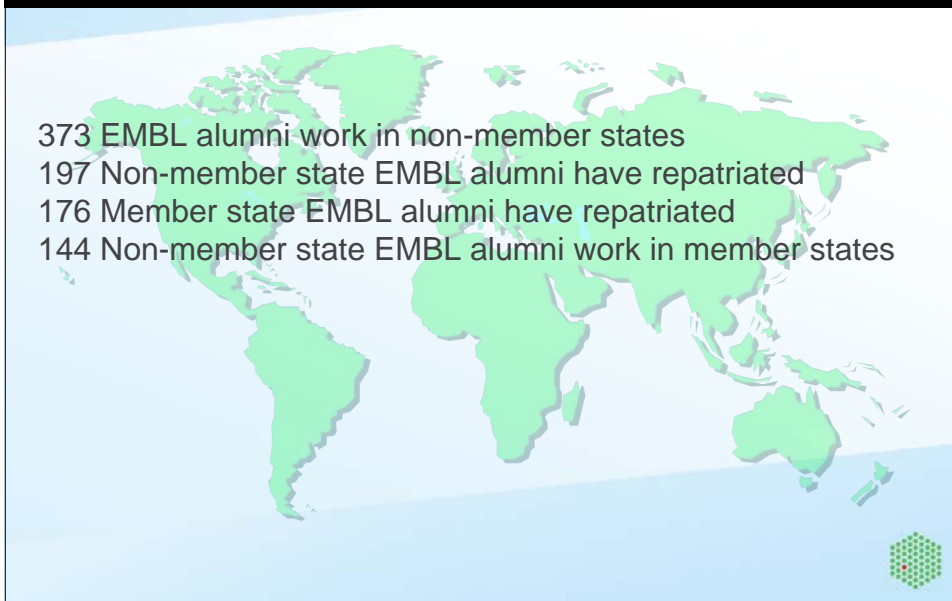 373 EMBL alumni work in non-member states
197 Non-member state EMBL alumni have repatriated
176 Member state EMBL alumni have repatriated
144 Non-member state EMBL alumni work in member states